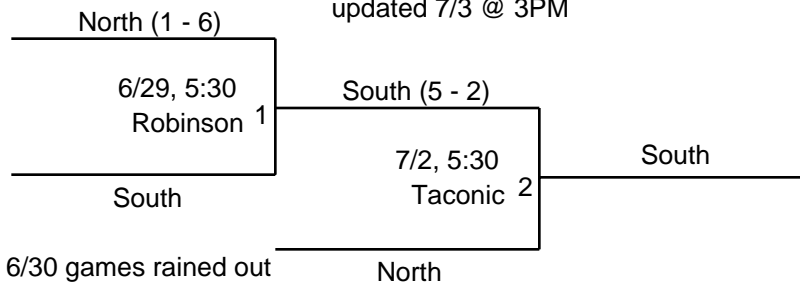 updated 7/3 @ 3PM
North (1 - 6)
6/29, 5:30
Robinson 1
South (5 - 2)
South
7/2, 5:30
Taconic 2
South
6/30 games rained out
North